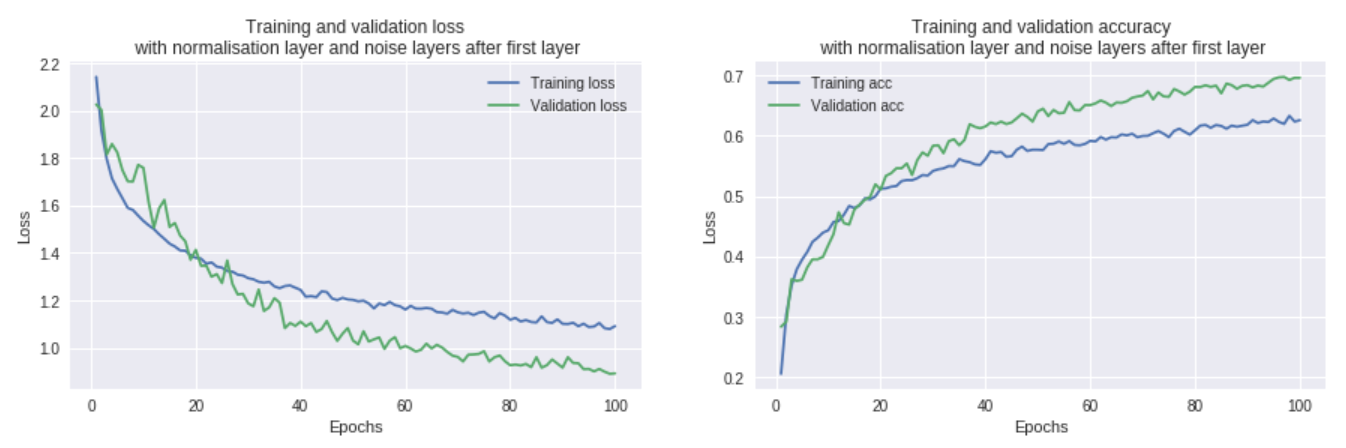 Training and validation loss
with normalisation layer and noise layers after first layer
2.2
2.0
1.8
1.6
1.4
1.2
1.0
Loss
Training loss
Validation loss
0 20 40 60 80 100
Epochs
Training and validation accuracy
with normalisation layer and noise layers after first layer
0.7
0.6
0.5
0.4
0.3
0.2
Loss
Training acc
Validation acc
0 20 40 60 80 100
Epochs